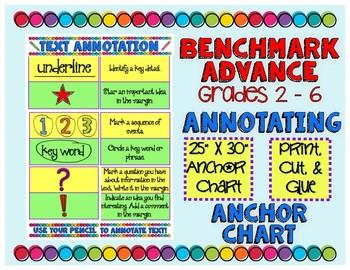 TEXT ANNOTATION
underline
Identify a key detail.
Star an important idea
in the margin.
1 2 3
Mark a sequence of
events.
key word
Circle a key word or
phrase.
?
Mark a question you have
about information in the
text. Write it in the margin.
!
Indicate an idea you find
interesting. Add a comment
in the margin.
USE YOUR PENCIL TO ANNOTATE TEXT!
BENCHMARK
ADVANCE
Grades 2 - 6
ANNOTATING
25" X 30"
Anchor
Chart
Print,
Cut, &
Glue
ANCHOR
CHART